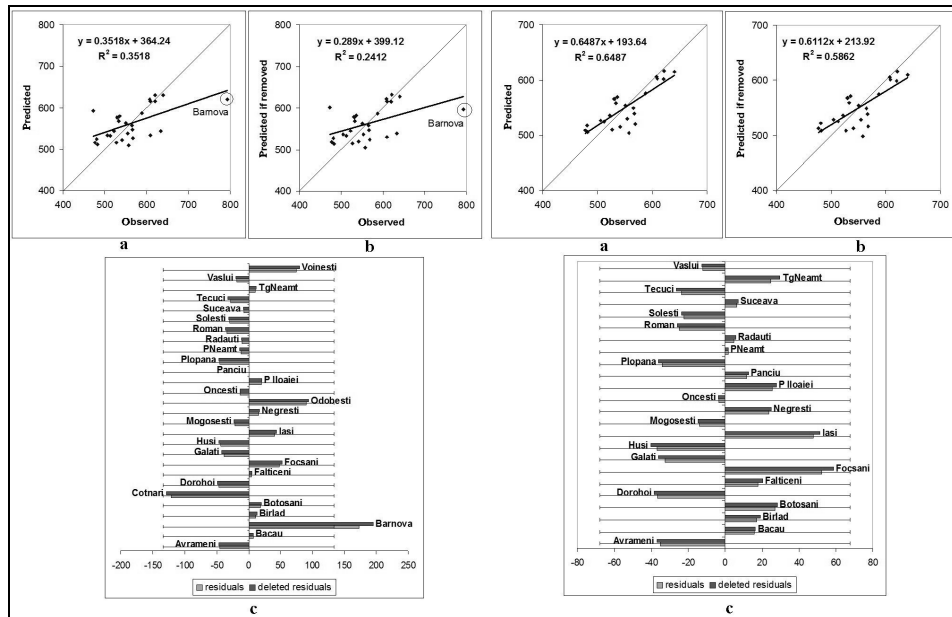 y = 0.3518x + 364.24
R² = 0.3518
Predicted
800
700
600
500
400
Barnova
400 500 600 700 800
Observed
a
y = 0.289x + 399.12
R² = 0.2412
Predicted if removed
800
700
600
500
400
Barnova
400 500 600 700 800
Observed
b
y = 0.6487x + 193.64
R² = 0.6487
Predicted
700
600
500
400
400 500 600 700
Observed
a
y = 0.6112x + 213.92
R² = 0.5862
Predicted if removed
700
600
500
400
400 500 600 700
Observed
b
Voinesti
Vaslui
TgNeamt
Tecuci
Suceava
Solesti
Roman
Radauti
PNeamt
Plopana
Panciu
P Iloaiei
Oncesti
Odobesti
Negresti
Mogosesti
Iasi
Husi
Galati
Focsani
Falticeni
Dorohoi
Cotnari
Botosani
Birlad
Barnova
Bacau
Avrameni
-200 -150 -100 -50 0 50 100 150 200 250
residuals deleted residuals
c
Vaslui
TgNeamt
Tecuci
Suceava
Solesti
Roman
Radauti
PNeamt
Plopana
Panciu
P Iloaiei
Oncesti
Negresti
Mogosesti
Iasi
Husi
Galati
Focsani
Falticeni
Dorohoi
Botosani
Birlad
Bacau
Avrameni
-80 -60 -40 -20 0 20 40 60 80
residuals deleted residuals
c